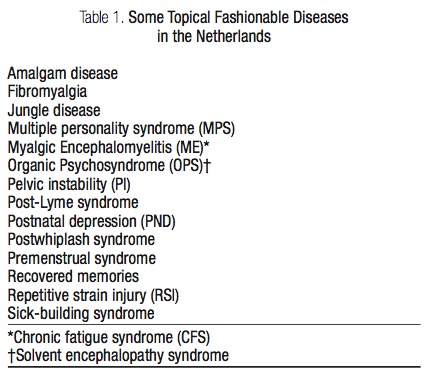 Table 1. Some Topical Fashionable Diseases
in the Netherlands
Amalgam disease
Fibromyalgia
Jungle disease
Multiple personality syndrome (MPS)
Myalgic Encephalomyelitis (ME)*
Organic Psychosyndrome (OPS)†
Pelvic instability (PI)
Post-Lyme syndrome
Postnatal depression (PND)
Postwhiplash syndrome
Premenstrual syndrome
Recovered memories
Repetitive strain injury (RSI)
Sick-building syndrome
*Chronic fatigue syndrome (CFS)
†Solvent encephalopathy syndrome